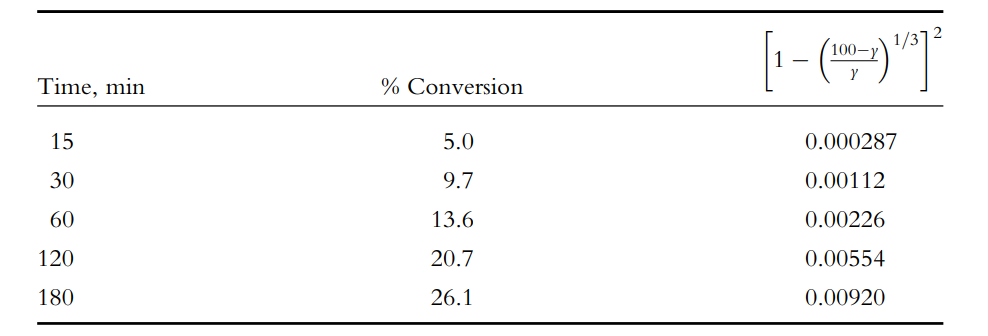 Time, min % Conversion [1 − ((100−y)/y)^{1/3}]^2
15 5.0 0.000287
30 9.7 0.00112
60 13.6 0.00226
120 20.7 0.00554
180 26.1 0.00920